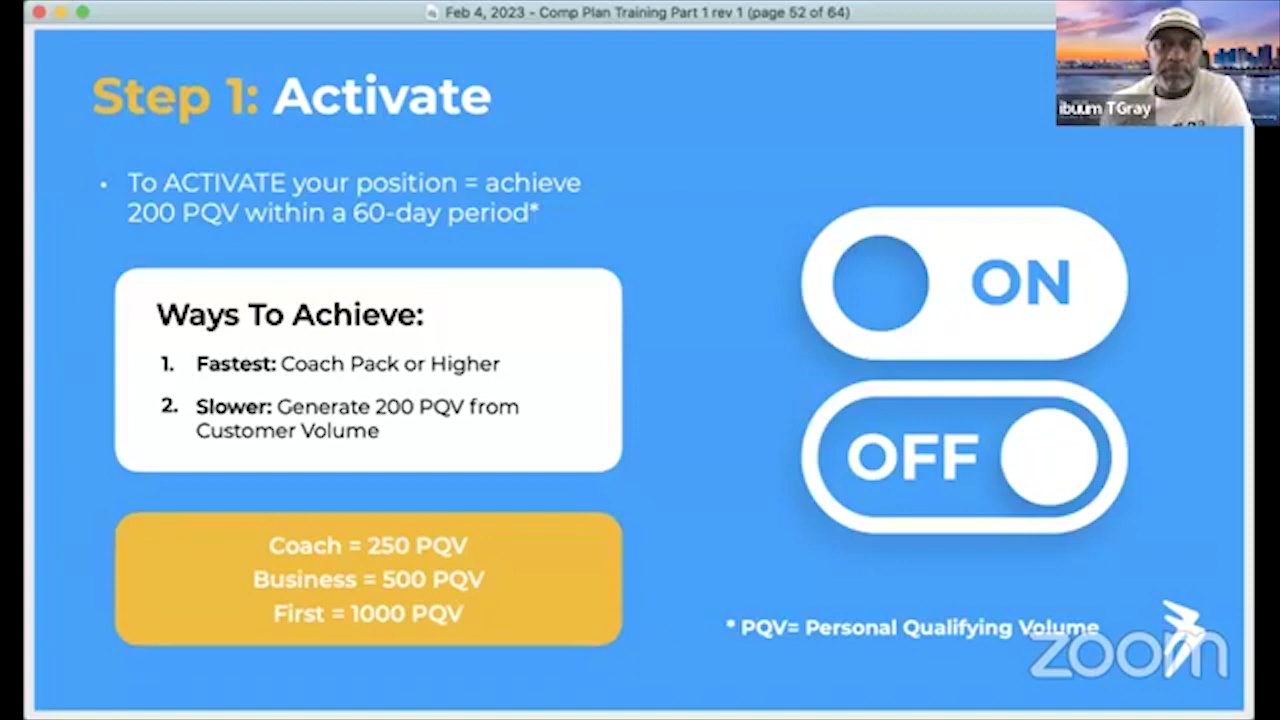 Feb 4, 2023 - Comp Plan Training Part 1 rev 1 (page 52 of 64)
ibuum TGray
Step 1: Activate
• To ACTIVATE your position = achieve
200 PQV within a 60-day period*
Ways To Achieve:
1. Fastest: Coach Pack or Higher
2. Slower: Generate 200 PQV from
Customer Volume
Coach = 250 PQV
Business = 500 PQV
First = 1000 PQV
ON
OFF
* PQV= Personal Qualifying Volume
zoom